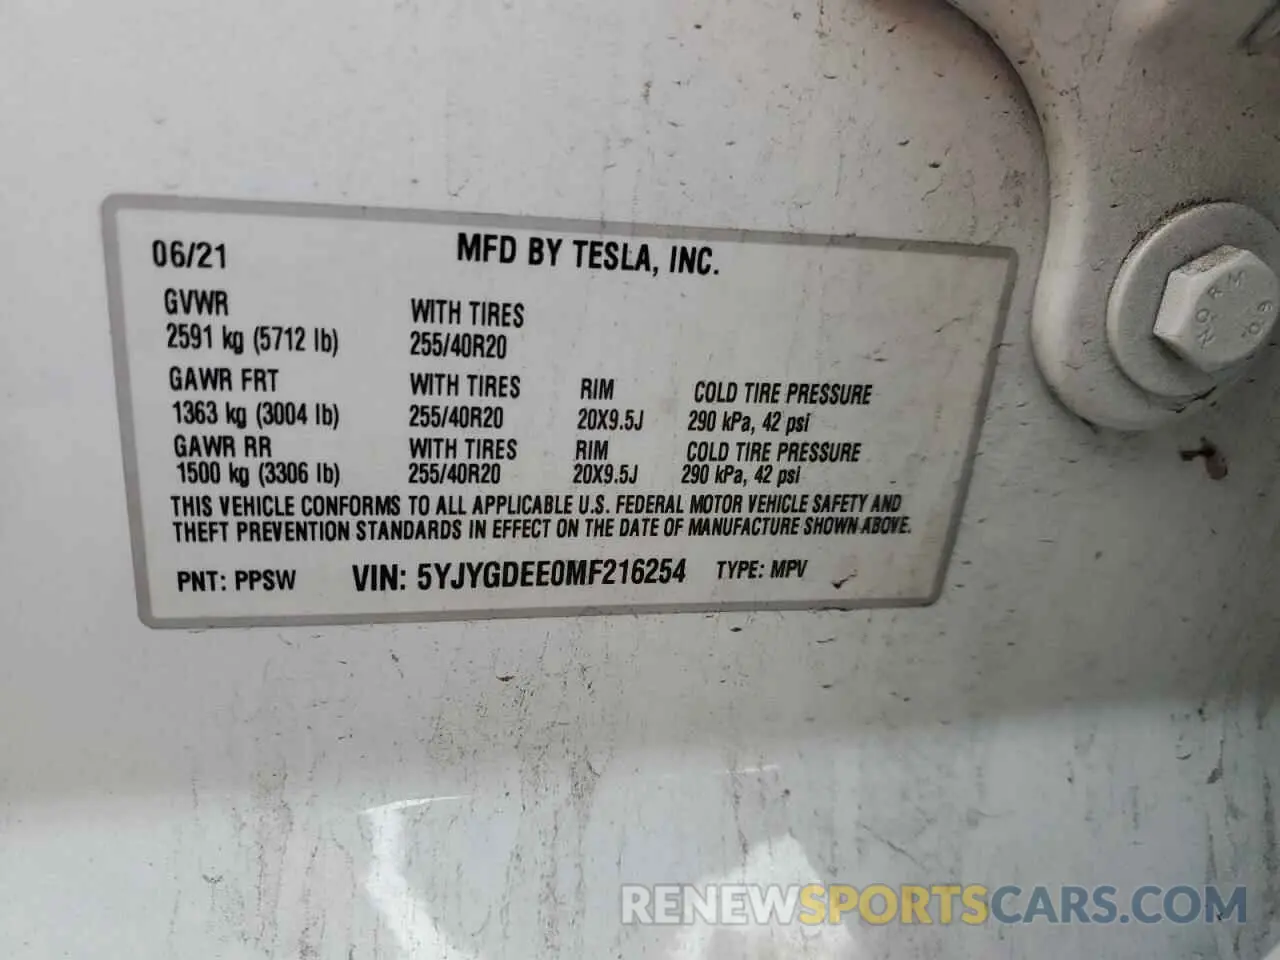 06/21 MFD BY TESLA, INC.
GVWR WITH TIRES
2591 kg (5712 lb) 255/40R20
GAWR FRT WITH TIRES RIM COLD TIRE PRESSURE
1363 kg (3004 lb) 255/40R20 20X9.5J 290 kPa, 42 psi
GAWR RR WITH TIRES RIM COLD TIRE PRESSURE
1500 kg (3306 lb) 255/40R20 20X9.5J 290 kPa, 42 psi
THIS VEHICLE CONFORMS TO ALL APPLICABLE U.S. FEDERAL MOTOR VEHICLE SAFETY AND
THEFT PREVENTION STANDARDS IN EFFECT ON THE DATE OF MANUFACTURE SHOWN ABOVE.
PNT: PPSW VIN: 5YJYGDEE0MF216254 TYPE: MPV
NORM
RENEWSPORTSCARS.COM